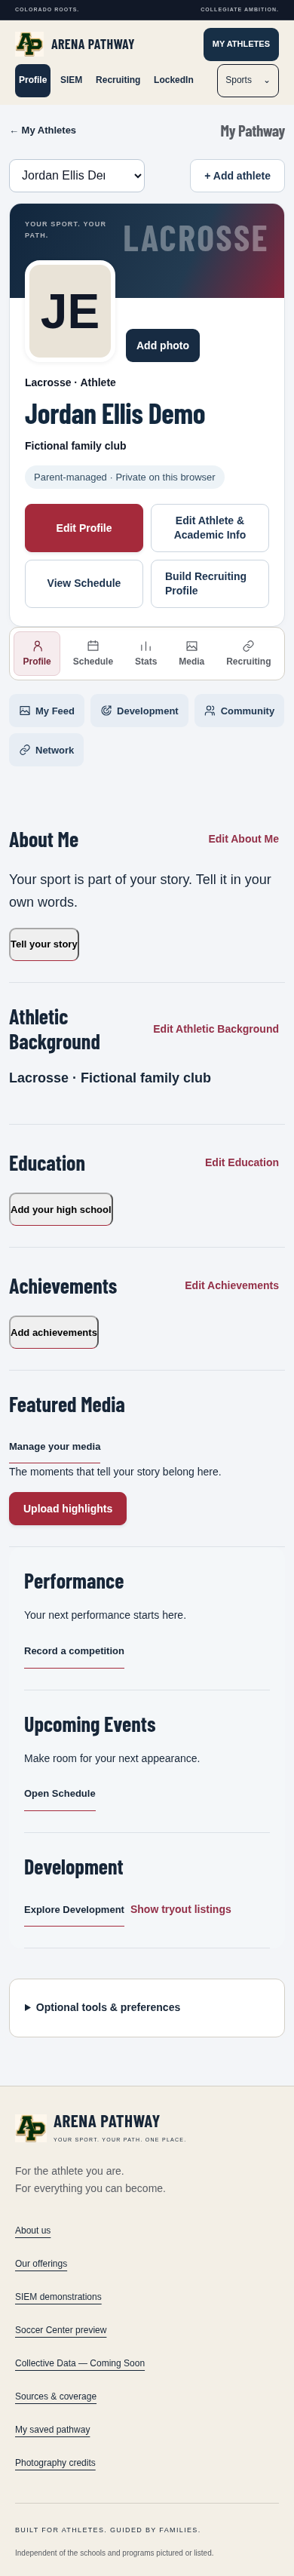 COLORADO ROOTS. COLLEGIATE AMBITION.
AP ARENA PATHWAY MY ATHLETES
Profile SIEM Recruiting LockedIn Sports
← My Athletes My Pathway
Jordan Ellis Der + Add athlete
YOUR SPORT. YOUR PATH.
LACROSSE
JE
Add photo
Lacrosse · Athlete
Jordan Ellis Demo
Fictional family club
Parent-managed · Private on this browser
Edit Profile
Edit Athlete & Academic Info
View Schedule
Build Recruiting Profile
Profile Schedule Stats Media Recruiting
My Feed Development Community
Network
About Me Edit About Me
Your sport is part of your story. Tell it in your
own words.
Tell your story
Athletic
Background
Edit Athletic Background
Lacrosse · Fictional family club
Education Edit Education
Add your high school
Achievements Edit Achievements
Add achievements
Featured Media
Manage your media
The moments that tell your story belong here.
Upload highlights
Performance
Your next performance starts here.
Record a competition
Upcoming Events
Make room for your next appearance.
Open Schedule
Development
Explore Development Show tryout listings
▶ Optional tools & preferences
AP ARENA PATHWAY
YOUR SPORT. YOUR PATH. ONE PLACE.
For the athlete you are.
For everything you can become.
About us
Our offerings
SIEM demonstrations
Soccer Center preview
Collective Data — Coming Soon
Sources & coverage
My saved pathway
Photography credits
BUILT FOR ATHLETES. GUIDED BY FAMILIES.
Independent of the schools and programs pictured or listed.